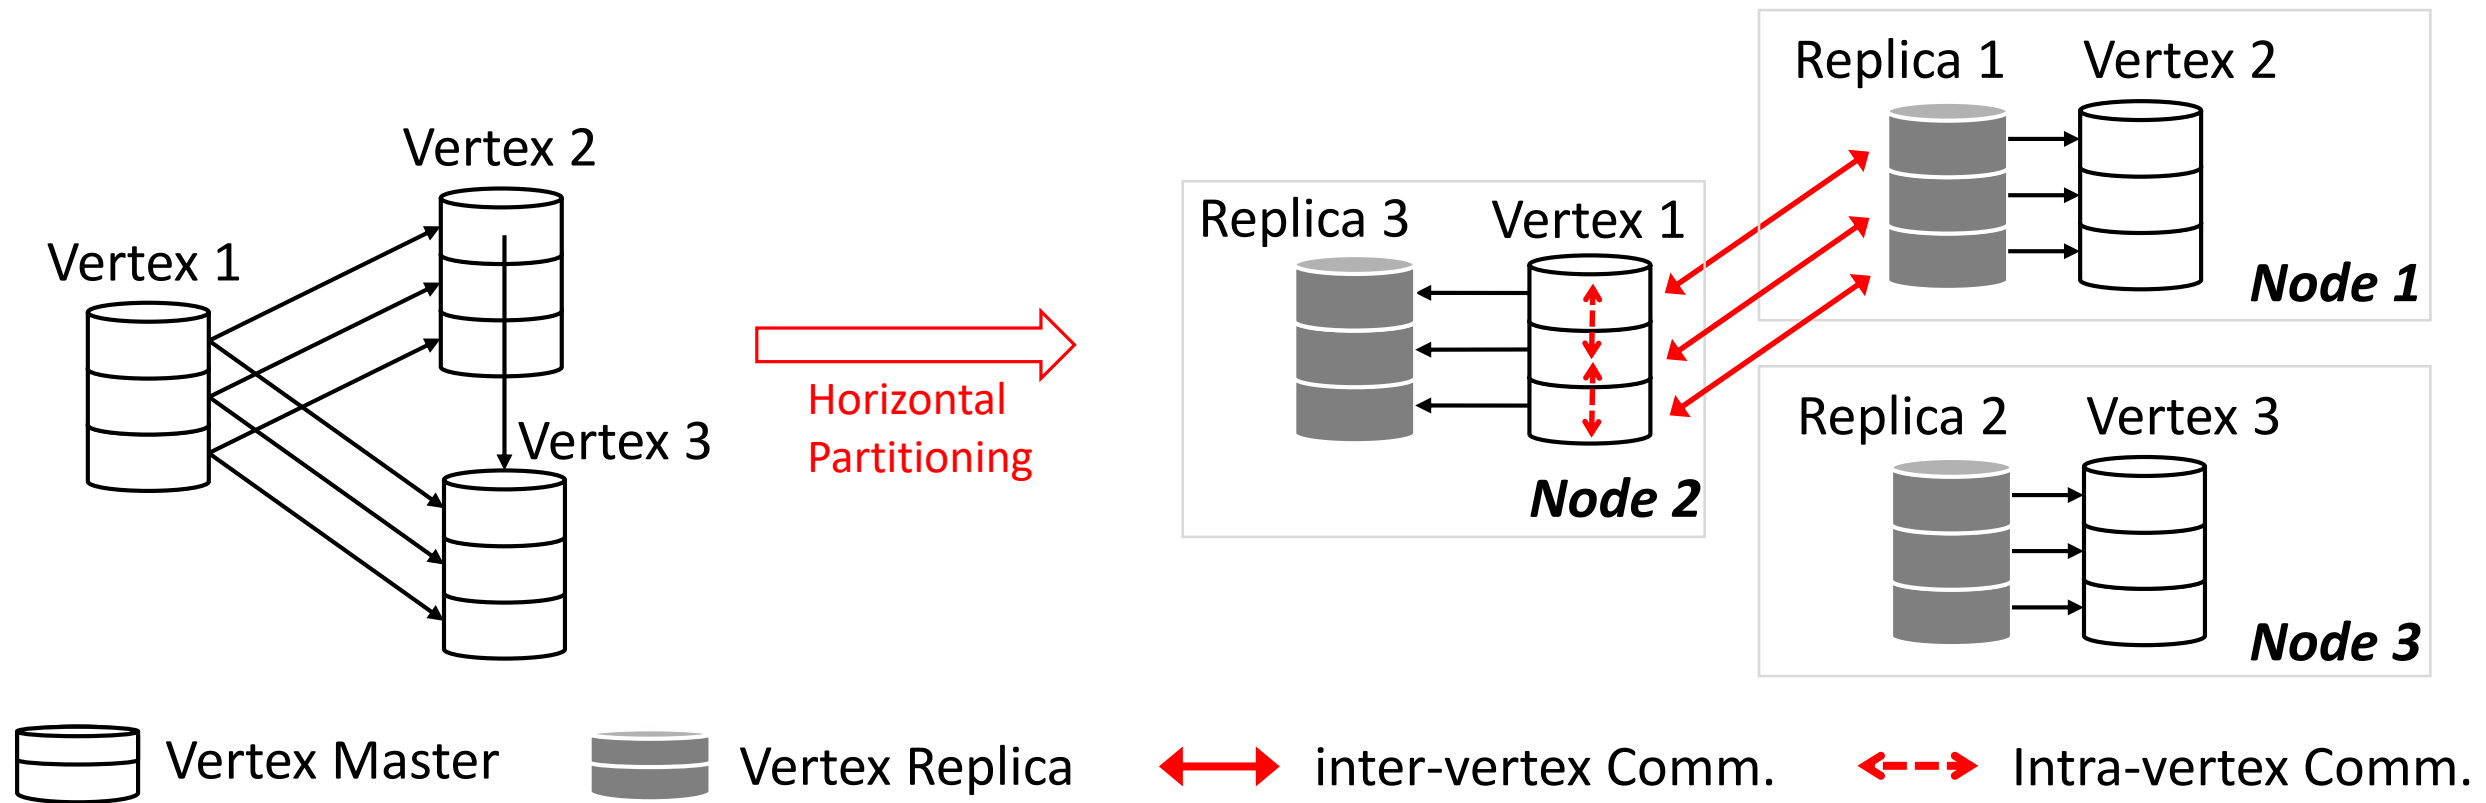 Vertex 1
Vertex 2
Vertex 3
Horizontal
Partitioning
Replica 3
Vertex 1
Node 2
Replica 1
Vertex 2
Node 1
Replica 2
Vertex 3
Node 3
Vertex Master
Vertex Replica
inter-vertex Comm.
Intra-vertex Comm.